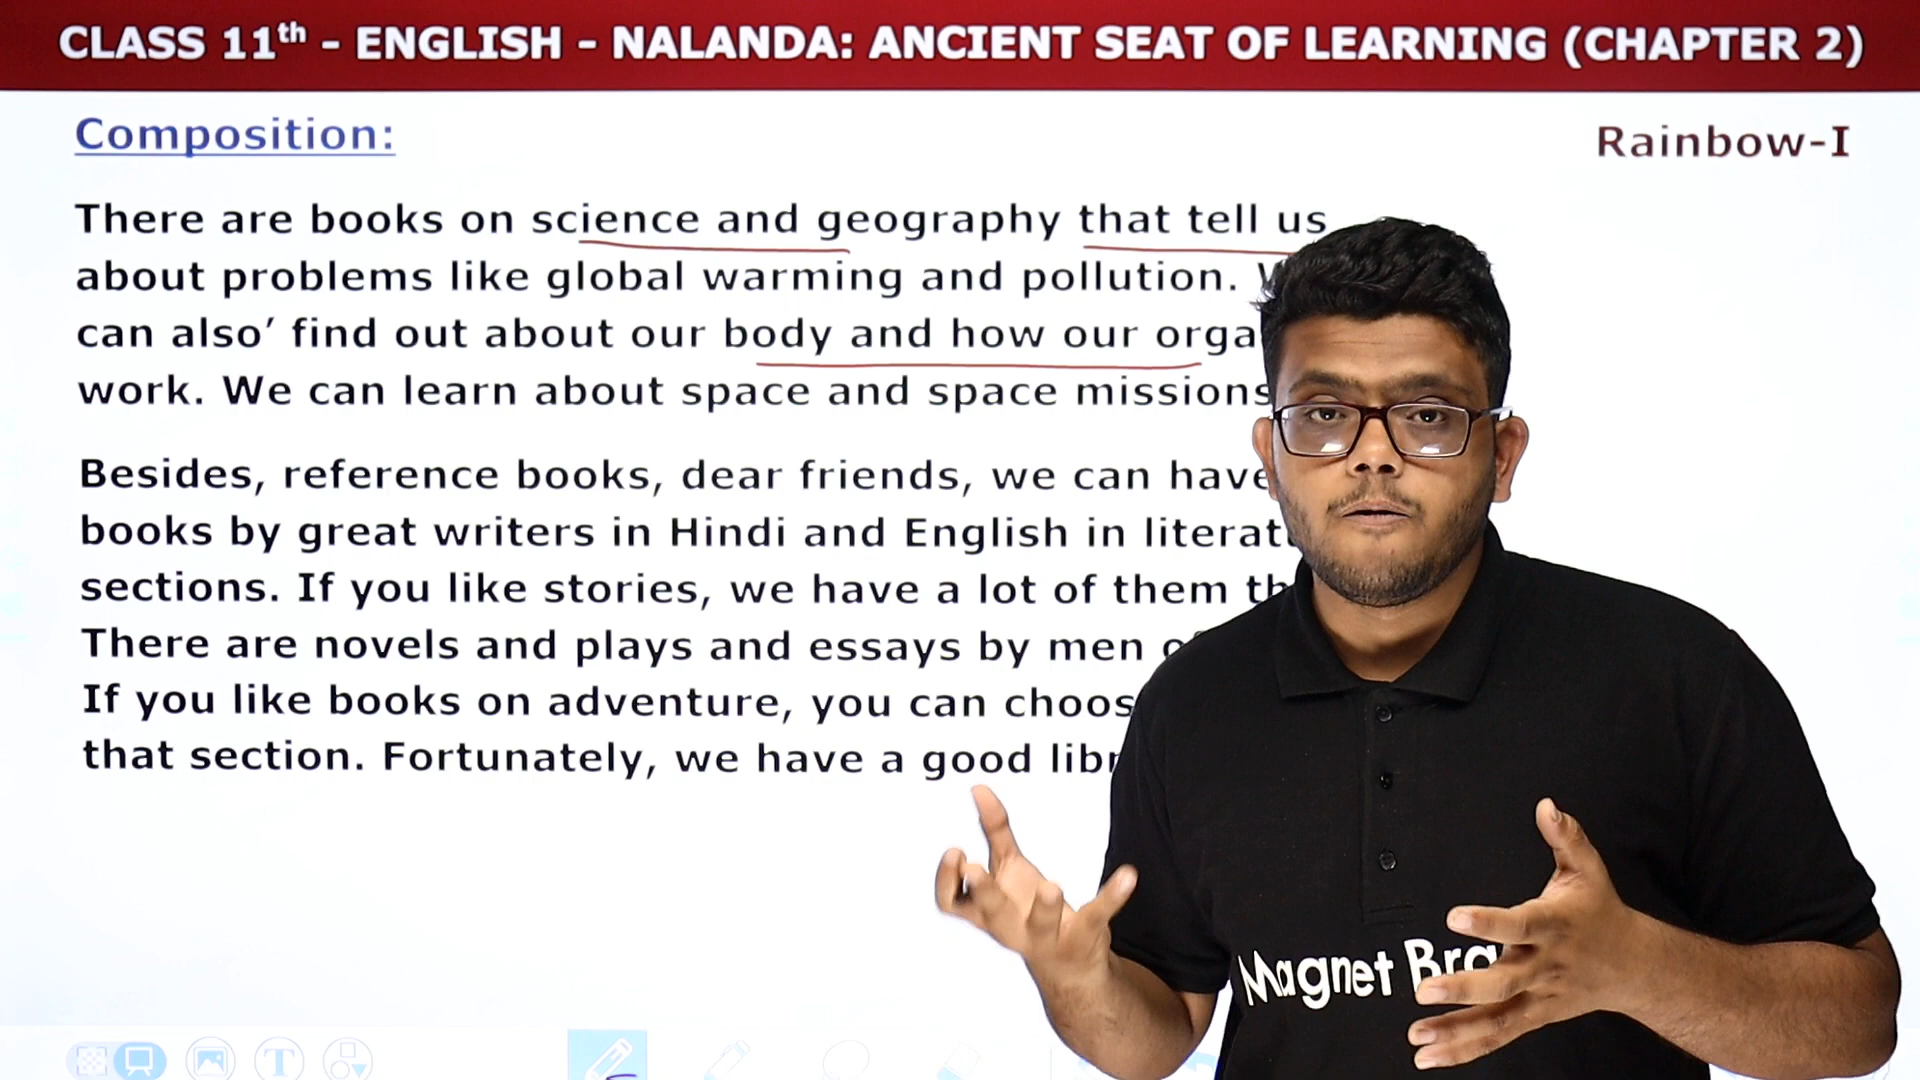 CLASS 11th - ENGLISH - NALANDA: ANCIENT SEAT OF LEARNING (CHAPTER 2)
Composition:
Rainbow-I
There are books on science and geography that tell us
about problems like global warming and pollution.
can also’ find out about our body and how our
work. We can learn about space and space missions
Besides, reference books, dear friends, we can have
books by great writers in Hindi and English in
sections. If you like stories, we have a lot of them
There are novels and plays and essays by men
If you like books on adventure, you can
that section. Fortunately, we have a good
Magnet
T